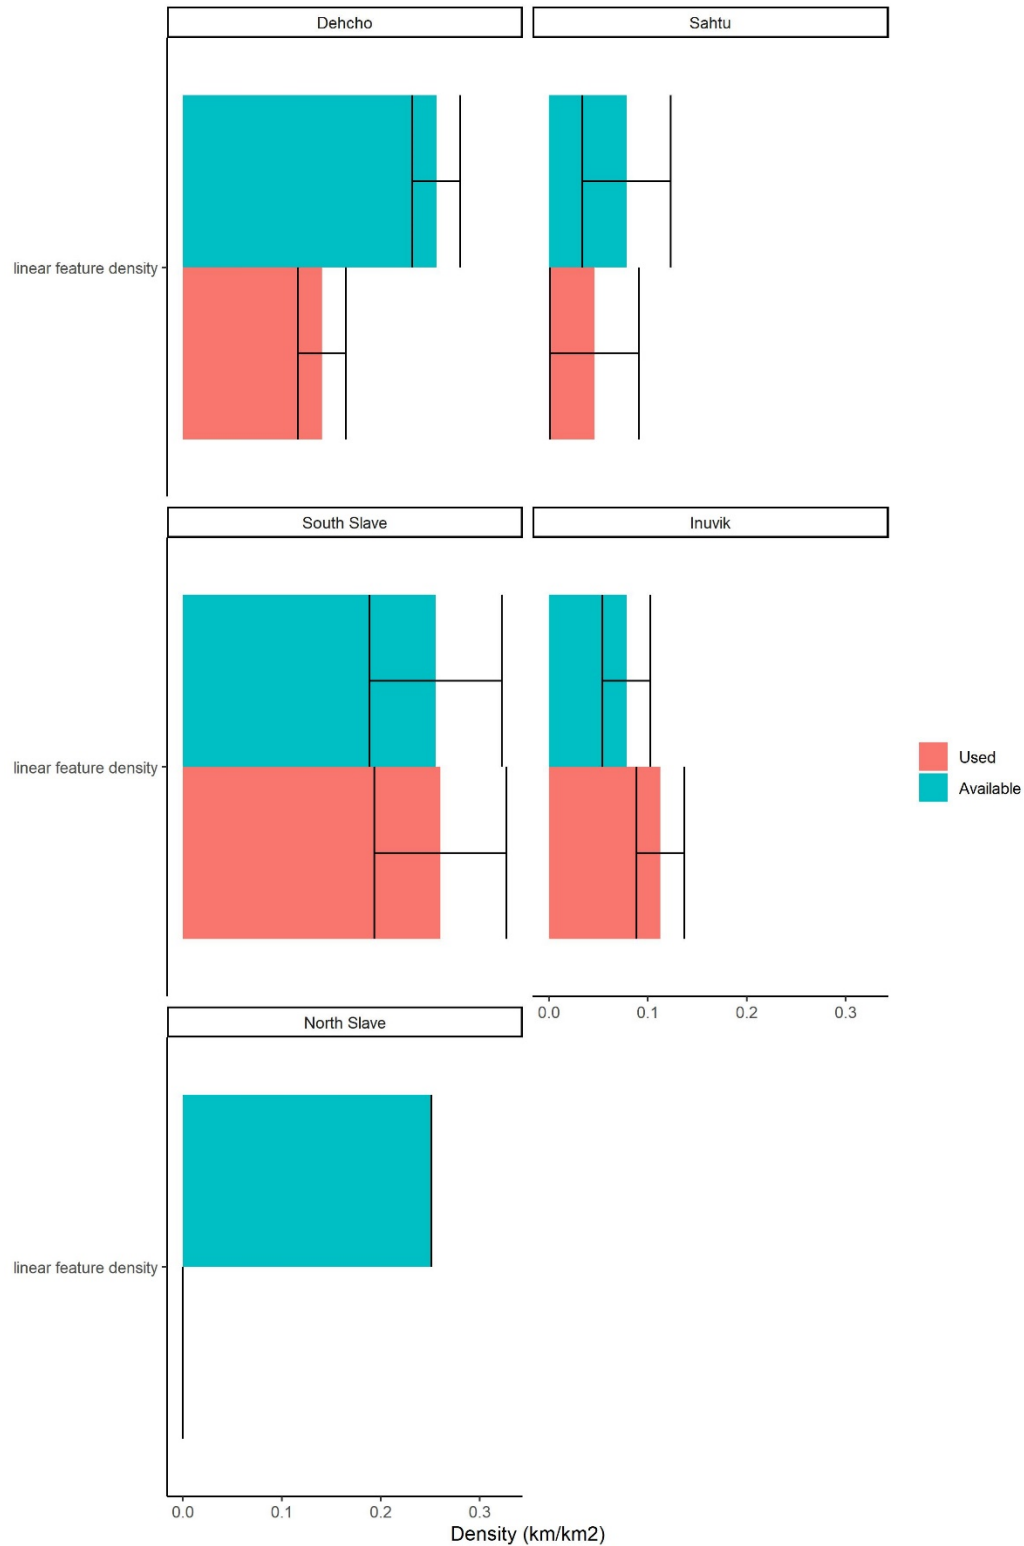 Dehcho
Sahtu
linear feature density
South Slave
Inuvik
linear feature density
Used
Available
0.0 0.1 0.2 0.3
North Slave
linear feature density
0.0 0.1 0.2 0.3
Density (km/km2)